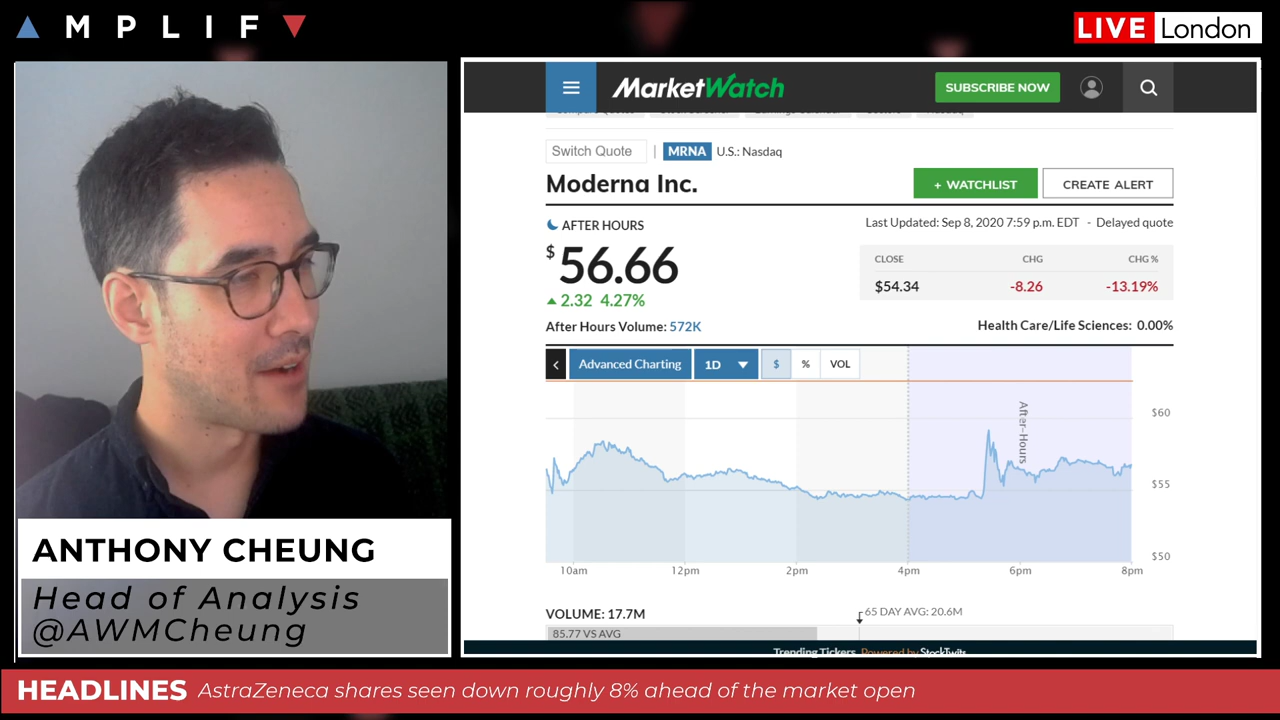 AMPLIFY
LIVE London
MarketWatch
SUBSCRIBE NOW
Switch Quote | MRNA U.S.: Nasdaq
Moderna Inc.
+ WATCHLIST
CREATE ALERT
AFTER HOURS
Last Updated: Sep 8, 2020 7:59 p.m. EDT - Delayed quote
$56.66
2.32 4.27%
CLOSE CHG CHG %
$54.34 -8.26 -13.19%
After Hours Volume: 572K
Health Care/Life Sciences: 0.00%
Advanced Charting 1D $ % VOL
After-Hours
$60
$55
$50
10am 12pm 2pm 4pm 6pm 8pm
VOLUME: 17.7M
65 DAY AVG: 20.6M
85.77 VS AVG
Trending Tickers Powered by StockTwits
ANTHONY CHEUNG
Head of Analysis
@AWMCheung
HEADLINES AstraZeneca shares seen down roughly 8% ahead of the market open